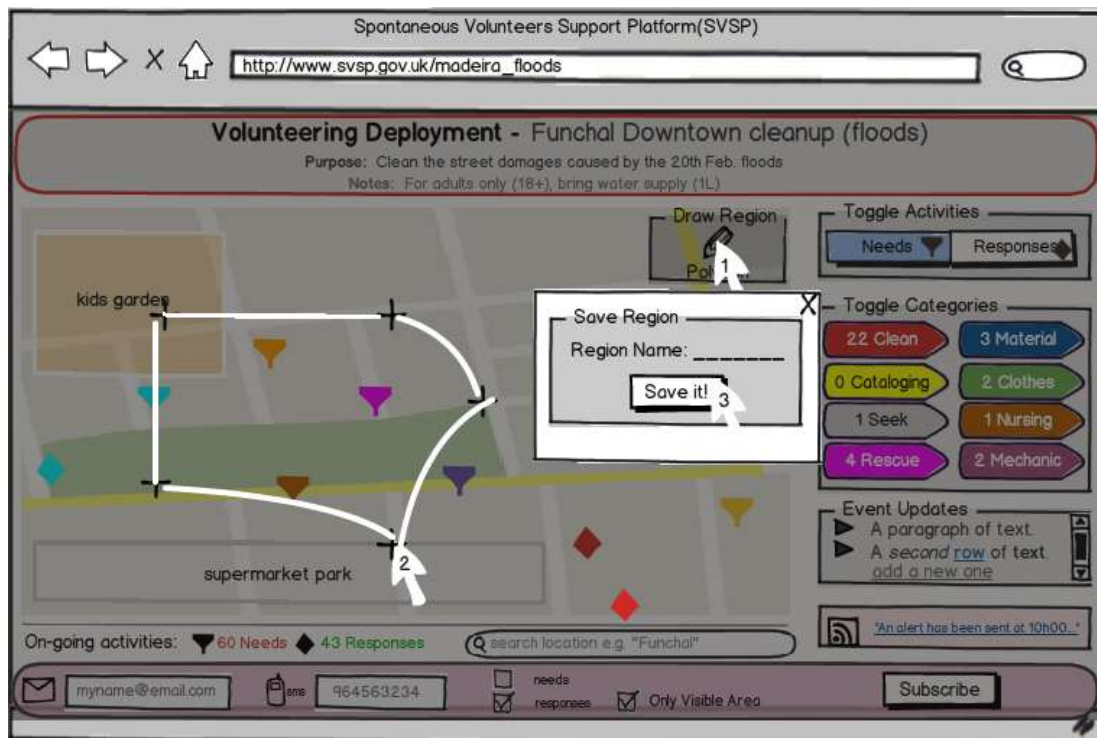 Spontaneous Volunteers Support Platform(SVSP)
http://www.svsp.gov.uk/madeira_floods
Volunteering Deployment - Funchal Downtown cleanup (floods)
Purpose: Clean the street damages caused by the 20th Feb. floods
Notes: For adults only (18+), bring water supply (1L)
kids garden
supermarket park
2
Draw Region
1
Save Region
X
Region Name: _ _ _ _ _ _ _
Save it!
3
Toggle Activities
Needs Responses
Toggle Categories
22 Clean 3 Material
0 Cataloging 2 Clothes
1 Seek 1 Nursing
4 Rescue 2 Mechanic
Event Updates
A paragraph of text.
A second row of text.
add a new one
"An alert has been sent at 10h00..."
On-going activities: 60 Needs 43 Responses
search location e.g. "Funchal"
myname@email.com
sms 964563234
needs
responses
Only Visible Area
Subscribe